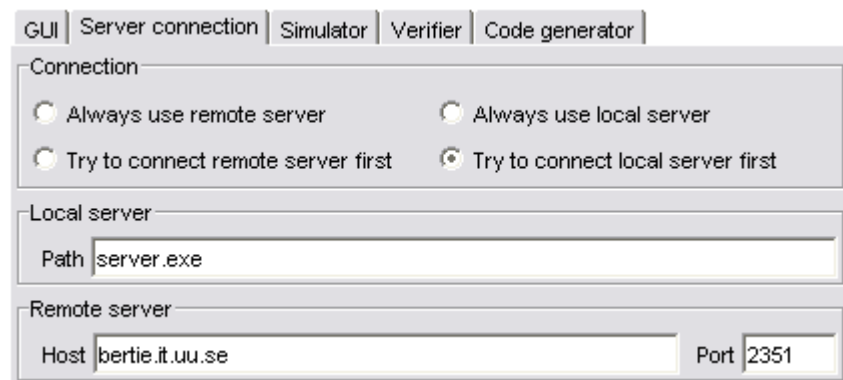 GUI Server connection Simulator Verifier Code generator
Connection
Always use remote server Always use local server
Try to connect remote server first Try to connect local server first
Local server
Path server.exe
Remote server
Host bertie.it.uu.se Port 2351